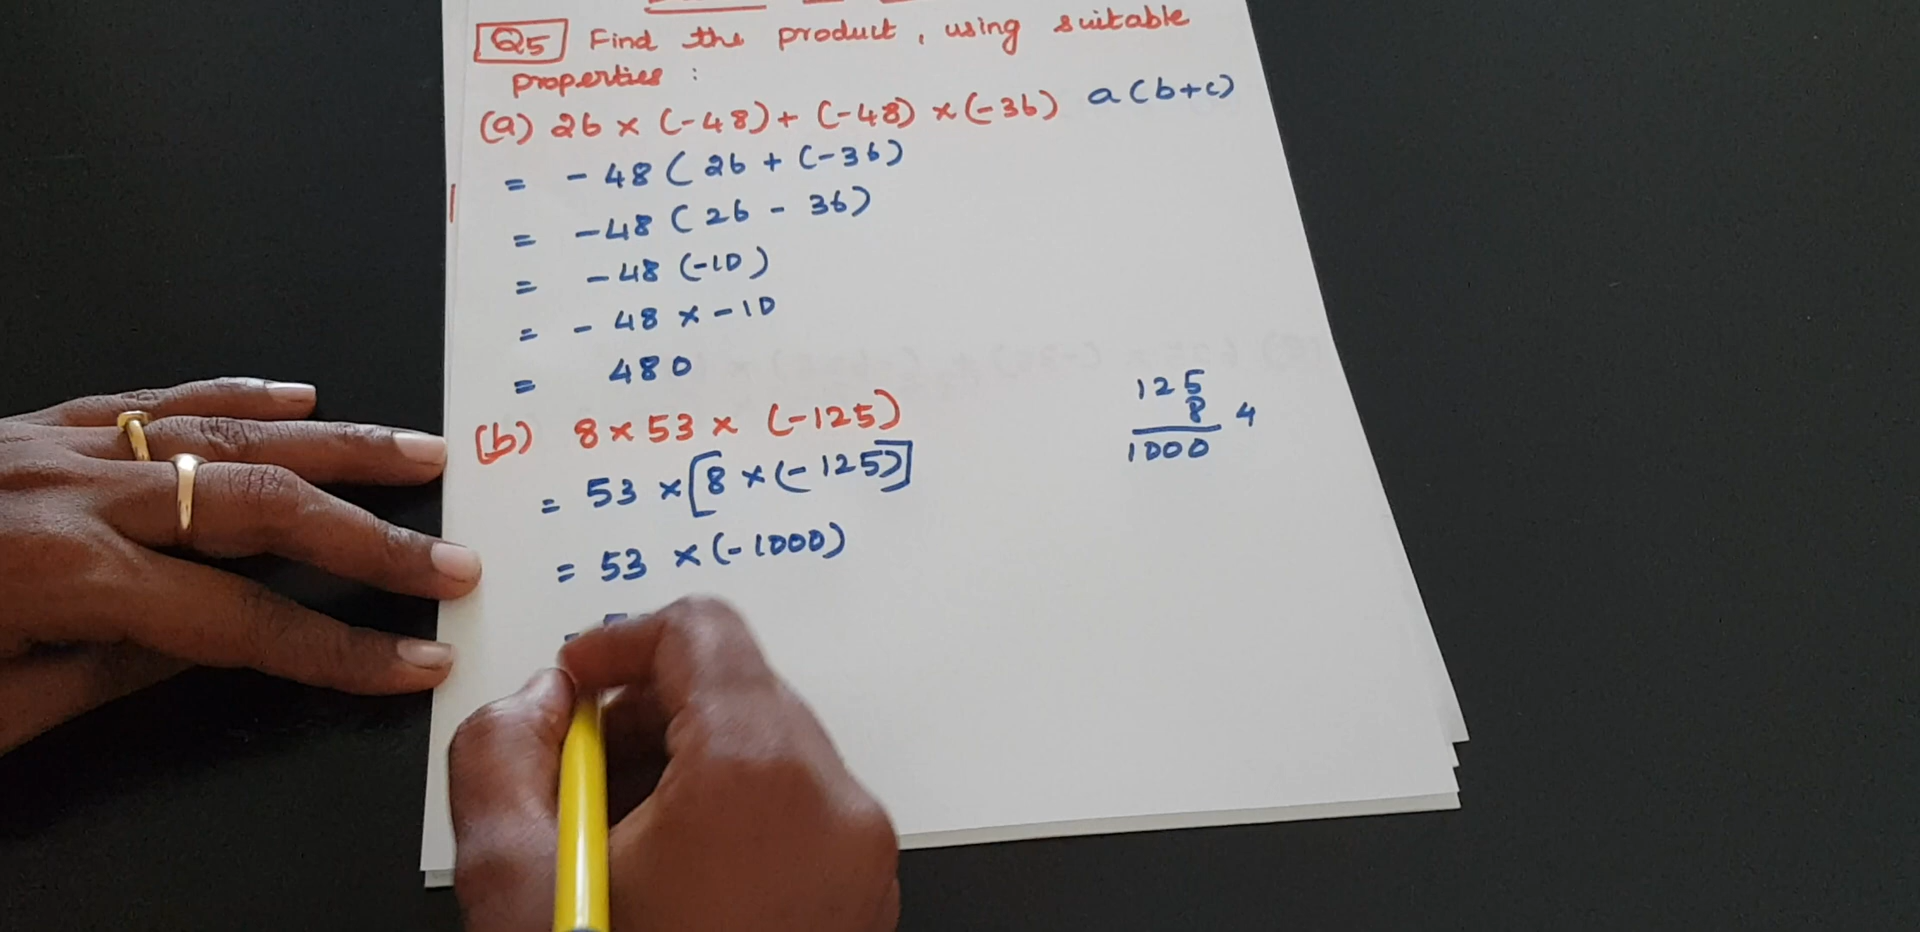 Q5 Find the product, using suitable
properties :
(a) 26 × (-48) + (-48) × (-36) a(b+c)
= -48 ( 26 + (-36)
= -48 ( 26 - 36)
= -48 (-10)
= - 48 × -10
= 480
(b) 8 × 53 × (-125)
= 53 × [8 × (-125)]
= 53 × (-1000)
125
8 4
1000